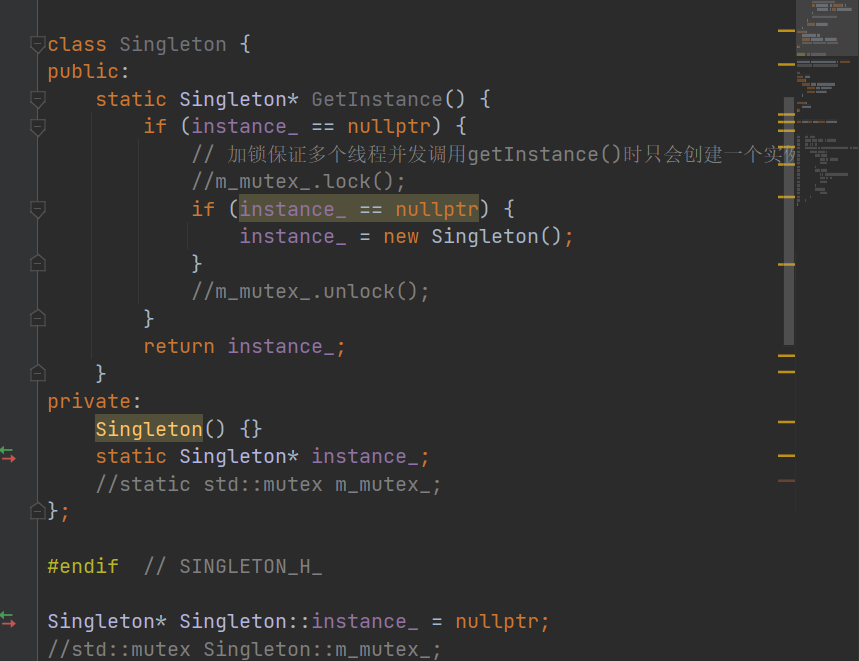 class Singleton {
public:
    static Singleton* GetInstance() {
        if (instance_ == nullptr) {
            // 加锁保证多个线程并发调用getInstance()时只会创建一个实例
            //m_mutex_.lock();
            if (instance_ == nullptr) {
                instance_ = new Singleton();
            }
            //m_mutex_.unlock();
        }
        return instance_;
    }
private:
    Singleton() {}
    static Singleton* instance_;
    //static std::mutex m_mutex_;
};
#endif  // SINGLETON_H_
Singleton* Singleton::instance_ = nullptr;
//std::mutex Singleton::m_mutex_;